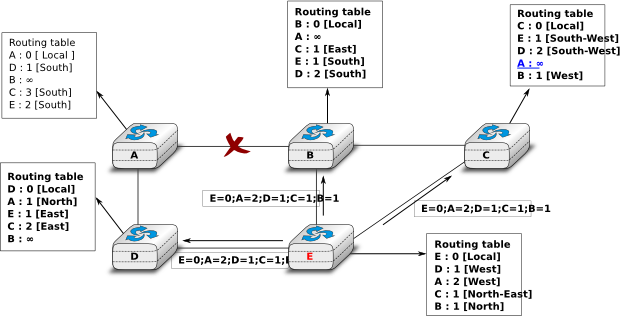 Routing table
A : 0 [ Local ]
D : 1 [South]
B : ∞
C : 3 [South]
E : 2 [South]
Routing table
B : 0 [Local]
A : ∞
C : 1 [East]
E : 1 [South]
D : 2 [South]
Routing table
C : 0 [Local]
E : 1 [South-West]
D : 2 [South-West]
A : ∞
B : 1 [West]
A
B
C
Routing table
D : 0 [Local]
A : 1 [North]
E : 1 [East]
C : 2 [East]
B : ∞
E=0;A=2;D=1;C=1;B=1
E=0;A=2;D=1;C=1;B=1
D
E=0;A=2;D=1;C=1;
E
Routing table
E : 0 [Local]
D : 1 [West]
A : 2 [West]
C : 1 [North-East]
B : 1 [North]